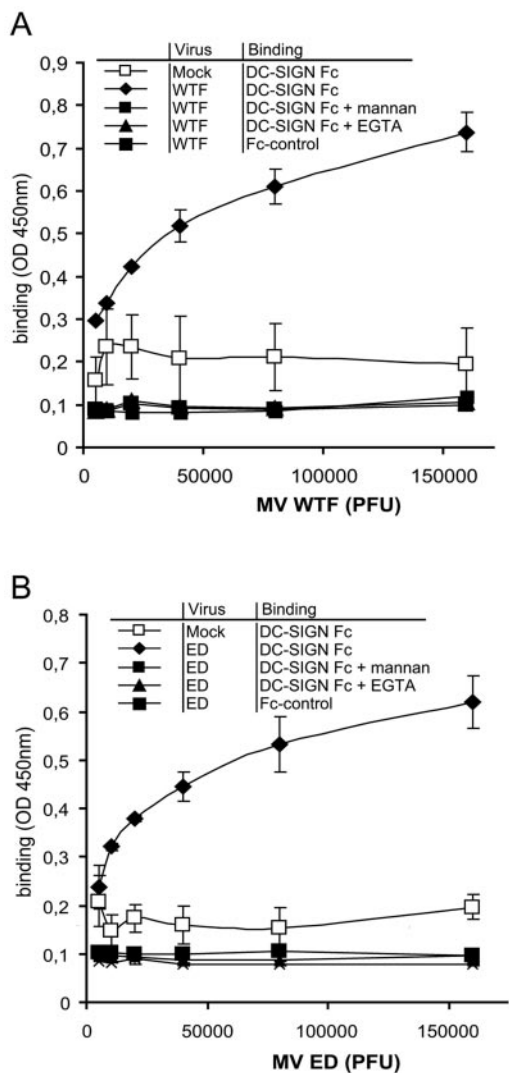 A
Virus Binding
Mock DC-SIGN Fc
WTF DC-SIGN Fc
WTF DC-SIGN Fc + mannan
WTF DC-SIGN Fc + EGTA
WTF Fc-control
0,9
0,8
0,7
0,6
0,5
0,4
0,3
0,2
0,1
0
binding (OD 450nm)
0 50000 100000 150000
MV WTF (PFU)
B
Virus Binding
Mock DC-SIGN Fc
ED DC-SIGN Fc
ED DC-SIGN Fc + mannan
ED DC-SIGN Fc + EGTA
ED Fc-control
0,8
0,7
0,6
0,5
0,4
0,3
0,2
0,1
0
binding (OD 450nm)
0 50000 100000 150000
MV ED (PFU)